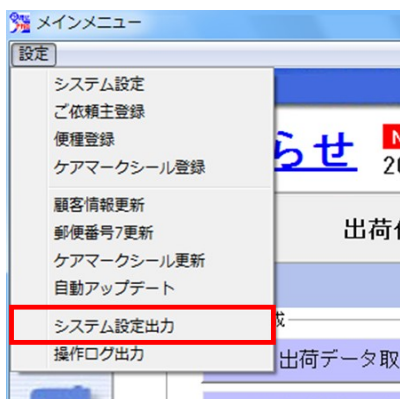 メインメニュー
設定
システム設定
ご依頼主登録
便種登録
ケアマークシール登録
顧客情報更新
郵便番号7更新
ケアマークシール更新
自動アップデート
システム設定出力
操作ログ出力
らせ
N
20
出荷
成
出荷データ取